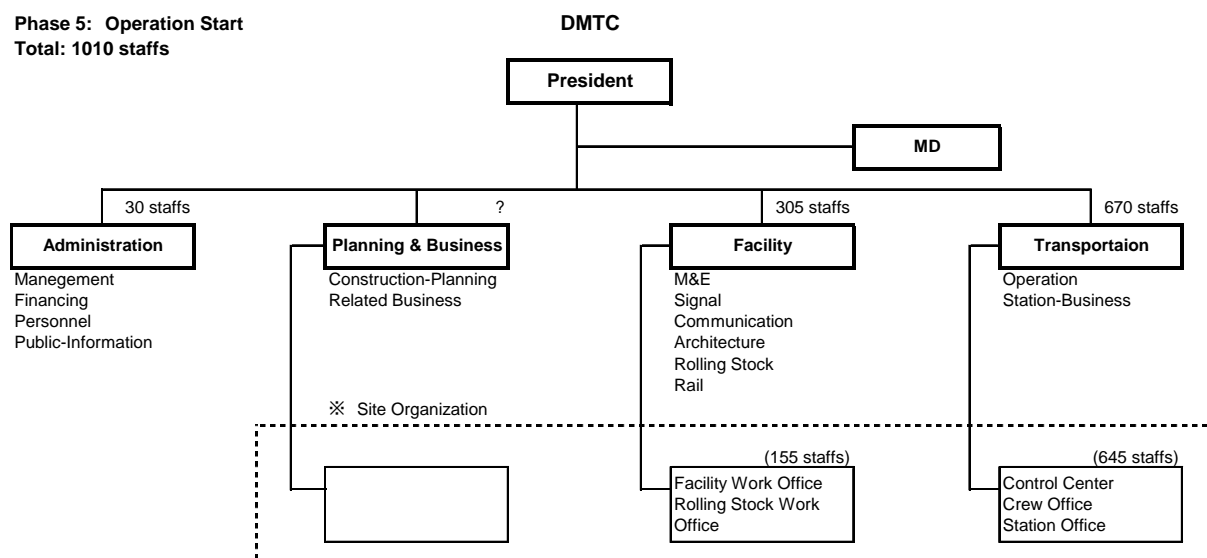 Phase 5: Operation Start
DMTC
Total: 1010 staffs
President
MD
30 staffs
?
305 staffs
670 staffs
Administration
Planning & Business
Facility
Transportaion
Manegement
Financing
Personnel
Public-Information
Construction-Planning
Related Business
M&E
Signal
Communication
Architecture
Rolling Stock
Rail
Operation
Station-Business
※ Site Organization
(155 staffs)
(645 staffs)
Facility Work Office
Rolling Stock Work
Office
Control Center
Crew Office
Station Office